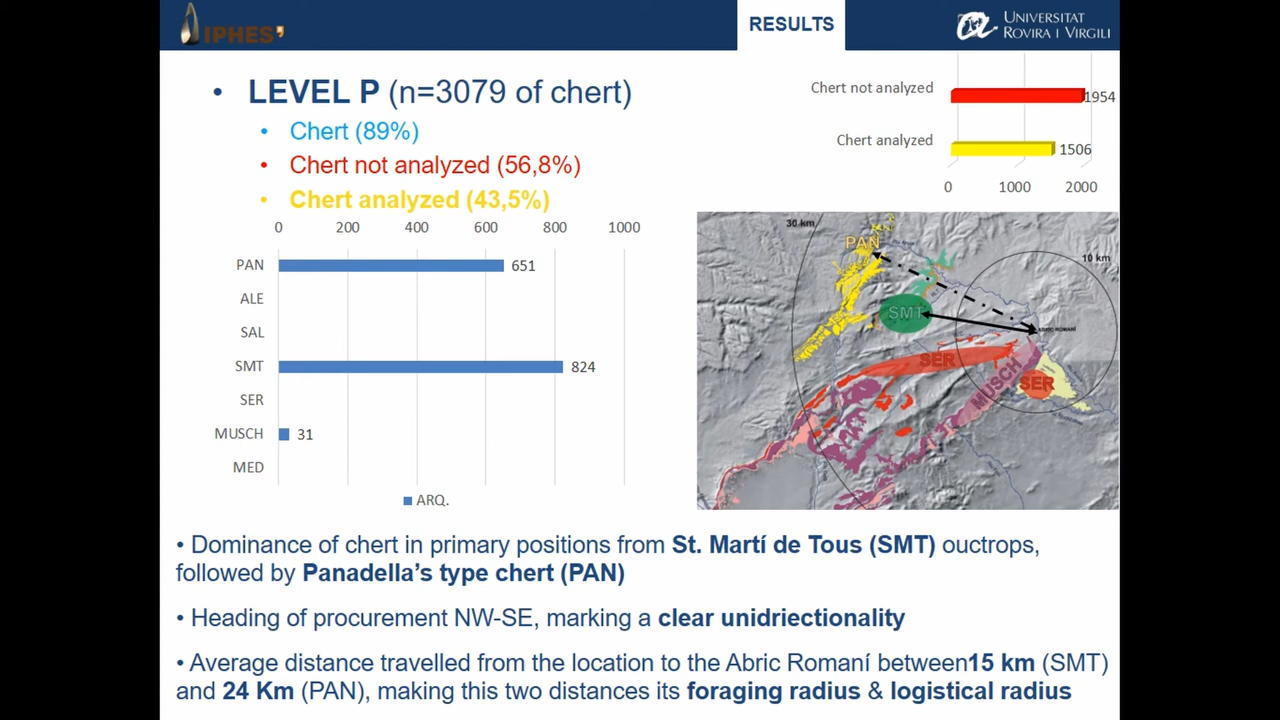 IPHES
RESULTS
UNIVERSITAT
ROVIRA I VIRGILI
• LEVEL P (n=3079 of chert)
• Chert (89%)
• Chert not analyzed (56,8%)
• Chert analyzed (43,5%)
Chert not analyzed 1954
Chert analyzed 1506
0 1000 2000
0 200 400 600 800 1000
PAN 651
ALE
SAL
SMT 824
SER
MUSCH 31
MED
ARQ.
30 km
PAN
10 km
SMT
ABRIC ROMANÍ
SER
MUSCH
SER
• Dominance of chert in primary positions from St. Martí de Tous (SMT) ouctrops,
followed by Panadella's type chert (PAN)
• Heading of procurement NW-SE, marking a clear unidriectionality
• Average distance travelled from the location to the Abric Romaní between15 km (SMT)
and 24 Km (PAN), making this two distances its foraging radius & logistical radius